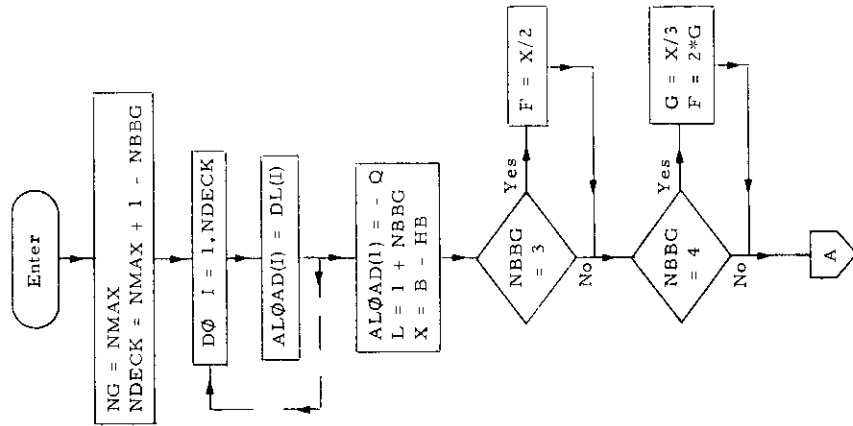 Enter
NG = NMAX
NDECK = NMAX + 1 - NBBG
DØ I = 1,NDECK
ALØAD(I) = DL(I)
ALØAD(1) = - Q
L = 1 + NBBG
X = B - HB
NBBG
= 3
Yes
F = X/2
No
NBBG
= 4
Yes
G = X/3
F = 2*G
No
A